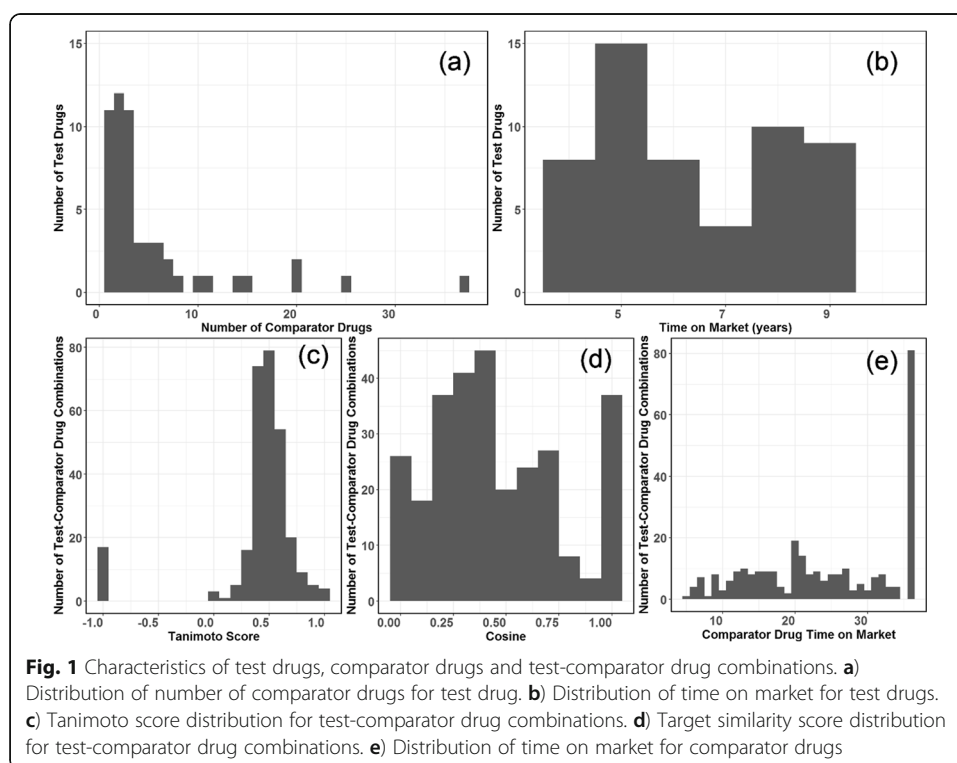 15
10
5
0
Number of Test Drugs
(a)
0
10
20
30
Number of Comparator Drugs
15
10
5
0
Number of Test Drugs
(b)
5
7
9
Time on Market (years)
80
60
40
20
0
Number of Test-Comparator Drug Combinations
(c)
-1.0
-0.5
0.0
0.5
1.0
Tanimoto Score
40
30
20
10
0
Number of Test-Comparator Drug Combinations
(d)
0.00
0.25
0.50
0.75
1.00
Cosine
80
60
40
20
0
Number of Test-Comparator Drug Combinations
(e)
10
20
30
Comparator Drug Time on Market
Fig. 1 Characteristics of test drugs, comparator drugs and test-comparator drug combinations. a)
Distribution of number of comparator drugs for test drug. b) Distribution of time on market for test drugs.
c) Tanimoto score distribution for test-comparator drug combinations. d) Target similarity score distribution
for test-comparator drug combinations. e) Distribution of time on market for comparator drugs